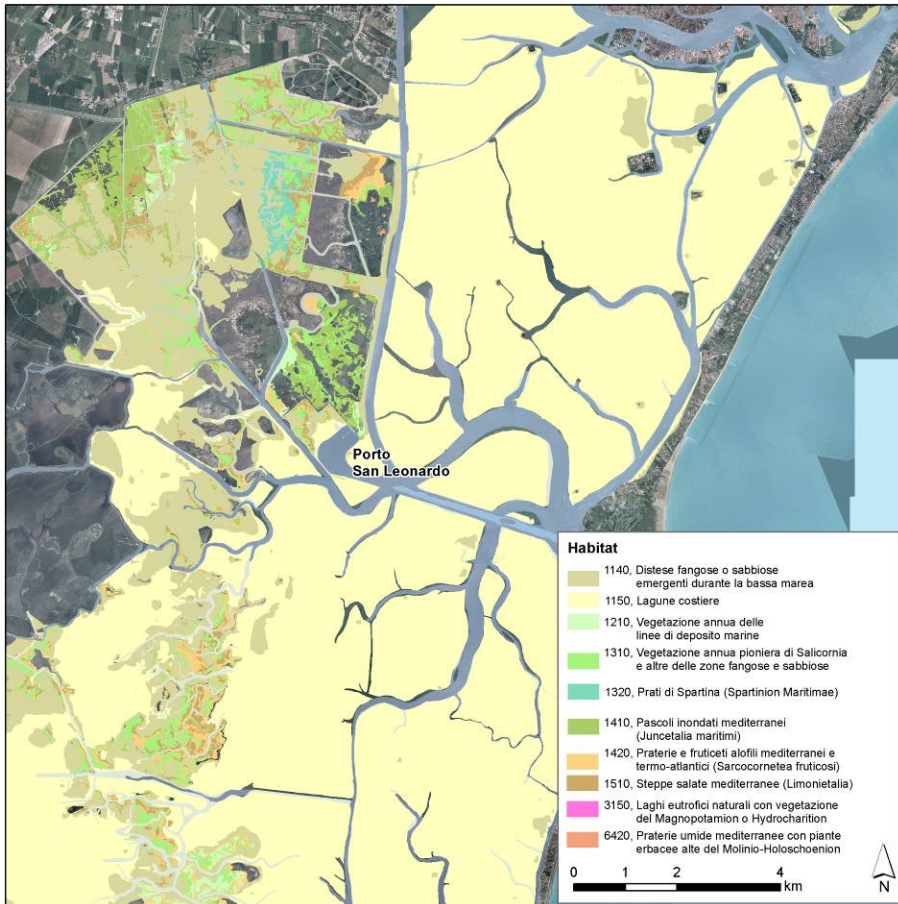 Porto
San Leonardo
Habitat
1140, Distese fangose o sabbiose
emergenti durante la bassa marea
1150, Lagune costiere
1210, Vegetazione annua delle
linee di deposito marine
1310, Vegetazione annua pioniera di Salicornia
e altre delle zone fangose e sabbiose
1320, Prati di Spartina (Spartinion Maritimae)
1410, Pascoli inondati mediterranei
(Juncetalia maritimi)
1420, Praterie e fruticeti alofili mediterranei e
termo-atlantici (Sarcocornetea fruticosi)
1510, Steppe salate mediterranee (Limonietalia)
3150, Laghi eutrofici naturali con vegetazione
del Magnopotamion o Hydrocharition
6420, Praterie umide mediterranee con piante
erbacee alte del Molinio-Holoschoenion
0 1 2 4
km
N